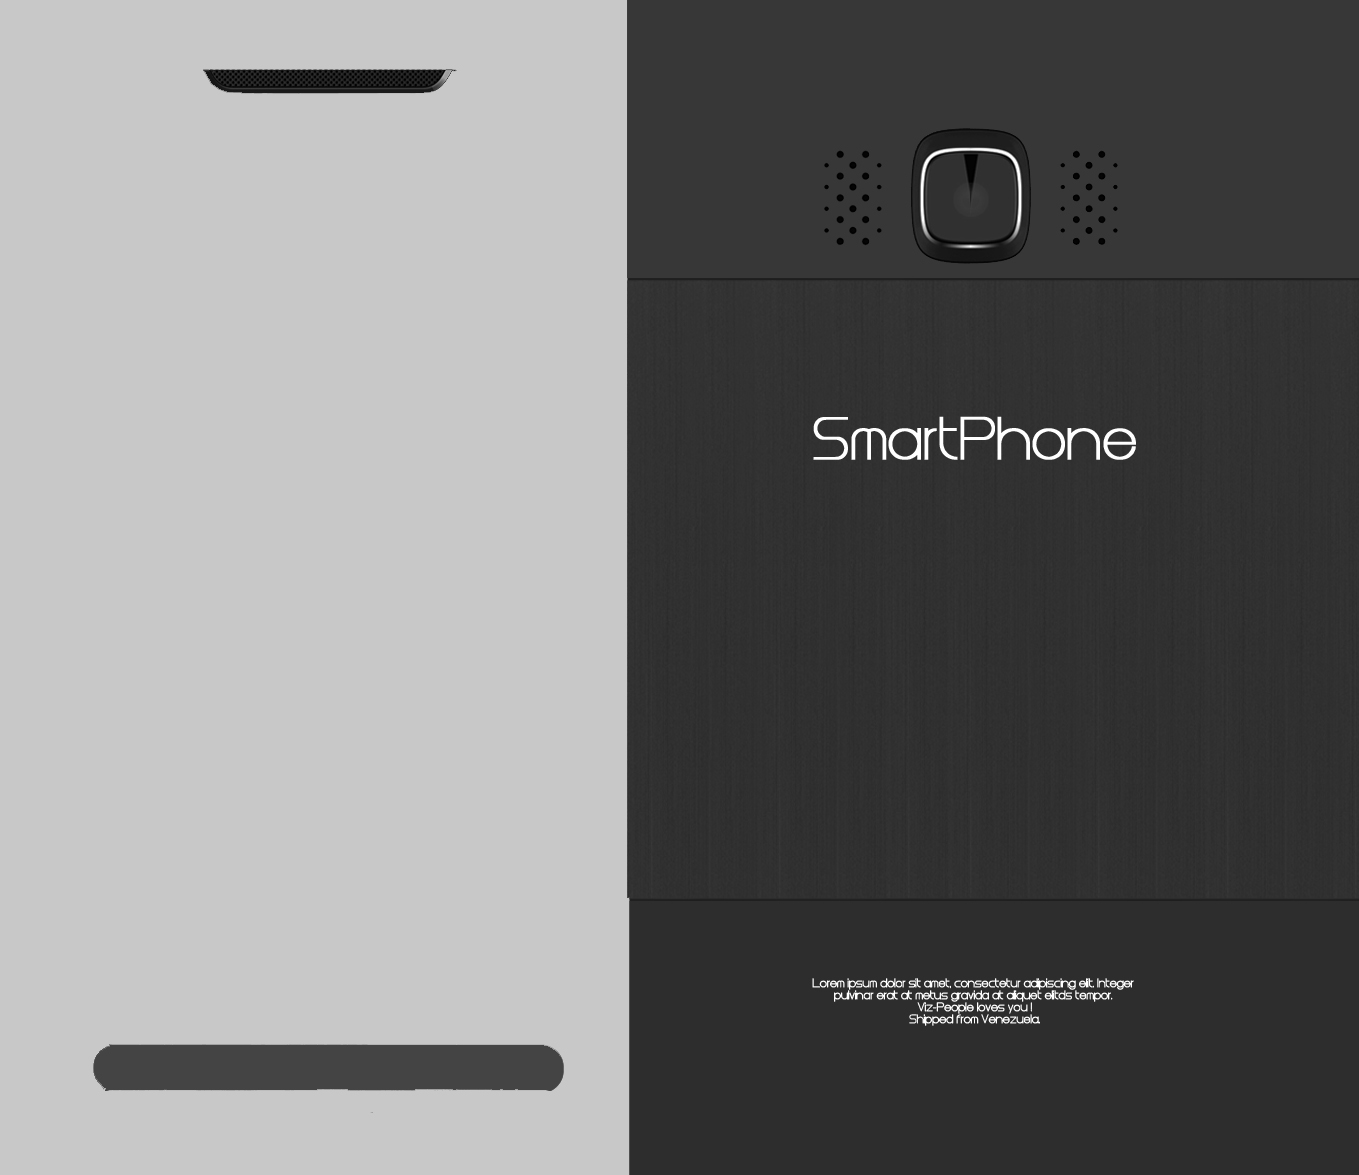 SmartPhone
Lorem ipsum dolor sit amet, consectetur adipiscing elit. Integer
pulvinar erat at metus gravida at aliquet elitds tempor.
Viz-People loves you !
Shipped from Venezuela.